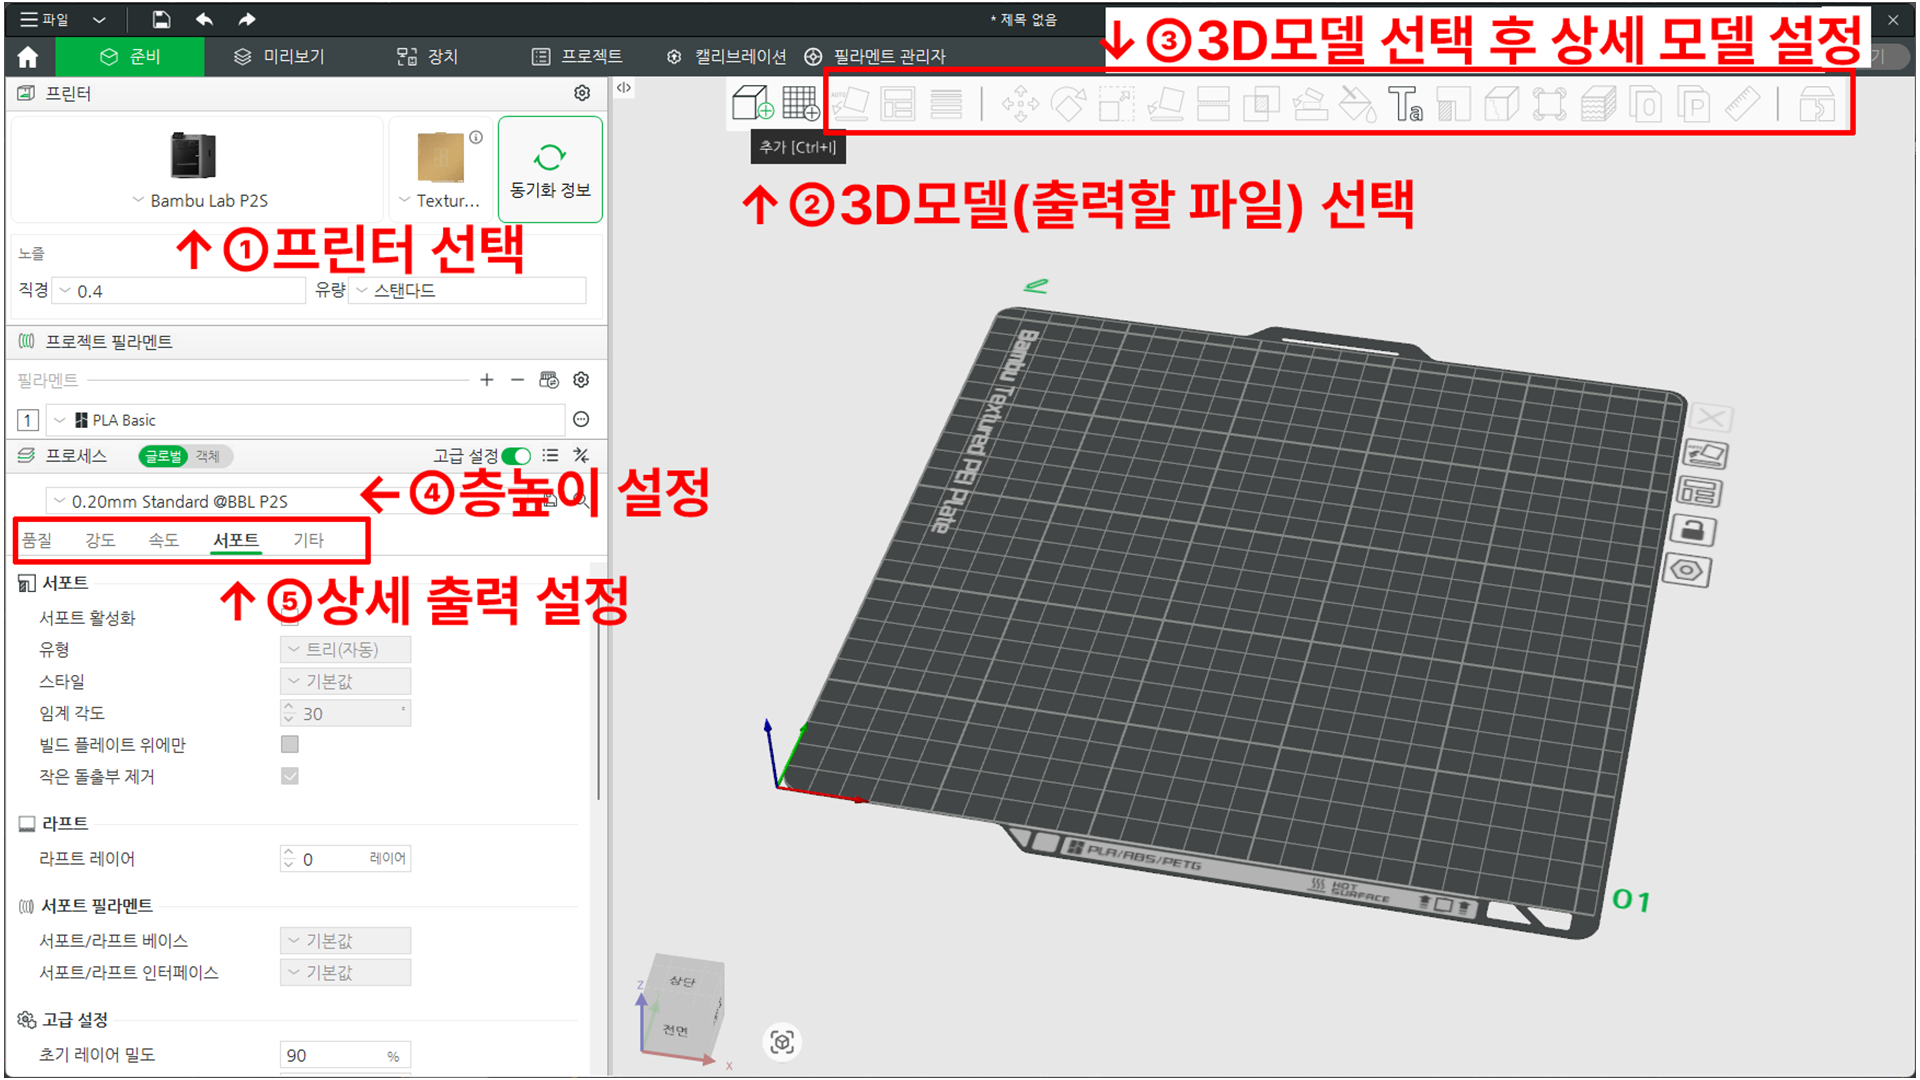 파일
* 제목 없음
↓③3D모델 선택 후 상세 모델 설정
준비
미리보기
장치
프로젝트
캘리브레이션
필라멘트 관리자
기
프린터
Bambu Lab P2S
Textur...
동기화 정보
추가 [Ctrl+I]
↑②3D모델(출력할 파일) 선택
↑①프린터 선택
노즐
직경 0.4
유량 스탠다드
프로젝트 필라멘트
필라멘트
1 PLA Basic
프로세스 글로벌 객체 고급 설정
0.20mm Standard @BBL P2S
←④층높이 설정
품질 강도 속도 서포트 기타
↑⑤상세 출력 설정
서포트
서포트 활성화
유형 트리(자동)
스타일 기본값
임계 각도 30 °
빌드 플레이트 위에만
작은 돌출부 제거
라프트
라프트 레이어 0 레이어
서포트 필라멘트
서포트/라프트 베이스 기본값
서포트/라프트 인터페이스 기본값
고급 설정
초기 레이어 밀도 90 %
AUTO
Ta
O
P
Bambu Textured PEI Plate
PLA/ABS/PETG
HOT
SURFACE
01
상단
전면
Z
X